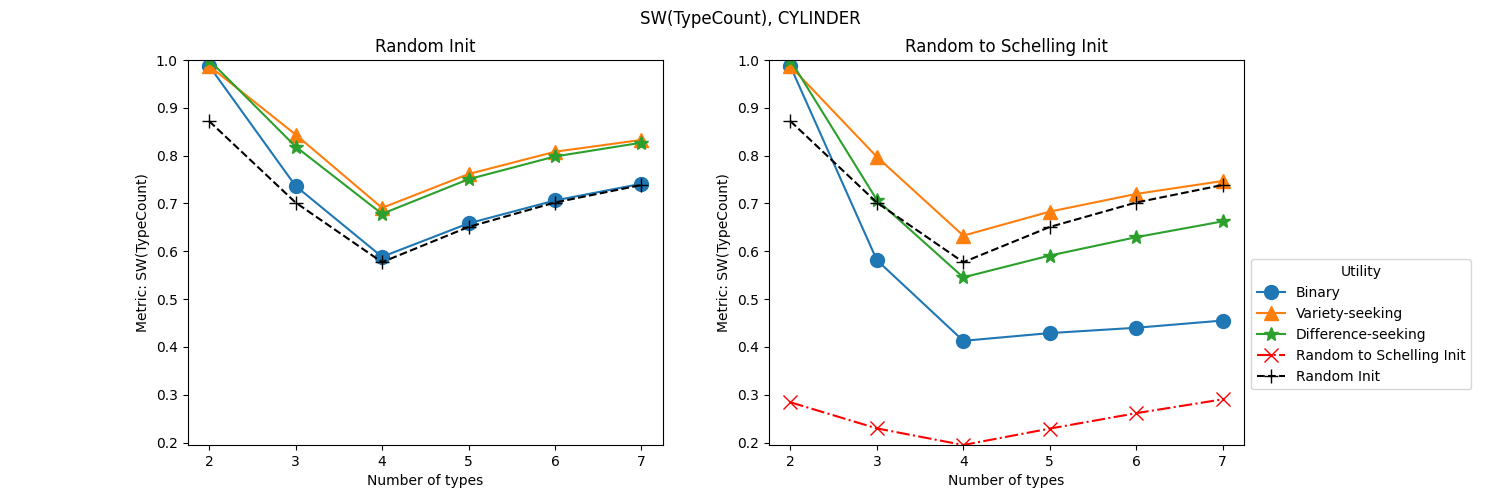 SW(TypeCount), CYLINDER
Random Init
1.0
0.9
0.8
0.7
0.6
0.5
0.4
0.3
0.2
Metric: SW(TypeCount)
2 3 4 5 6 7
Number of types
Random to Schelling Init
1.0
0.9
0.8
0.7
0.6
0.5
0.4
0.3
0.2
Metric: SW(TypeCount)
2 3 4 5 6 7
Number of types
Utility
Binary
Variety-seeking
Difference-seeking
Random to Schelling Init
Random Init